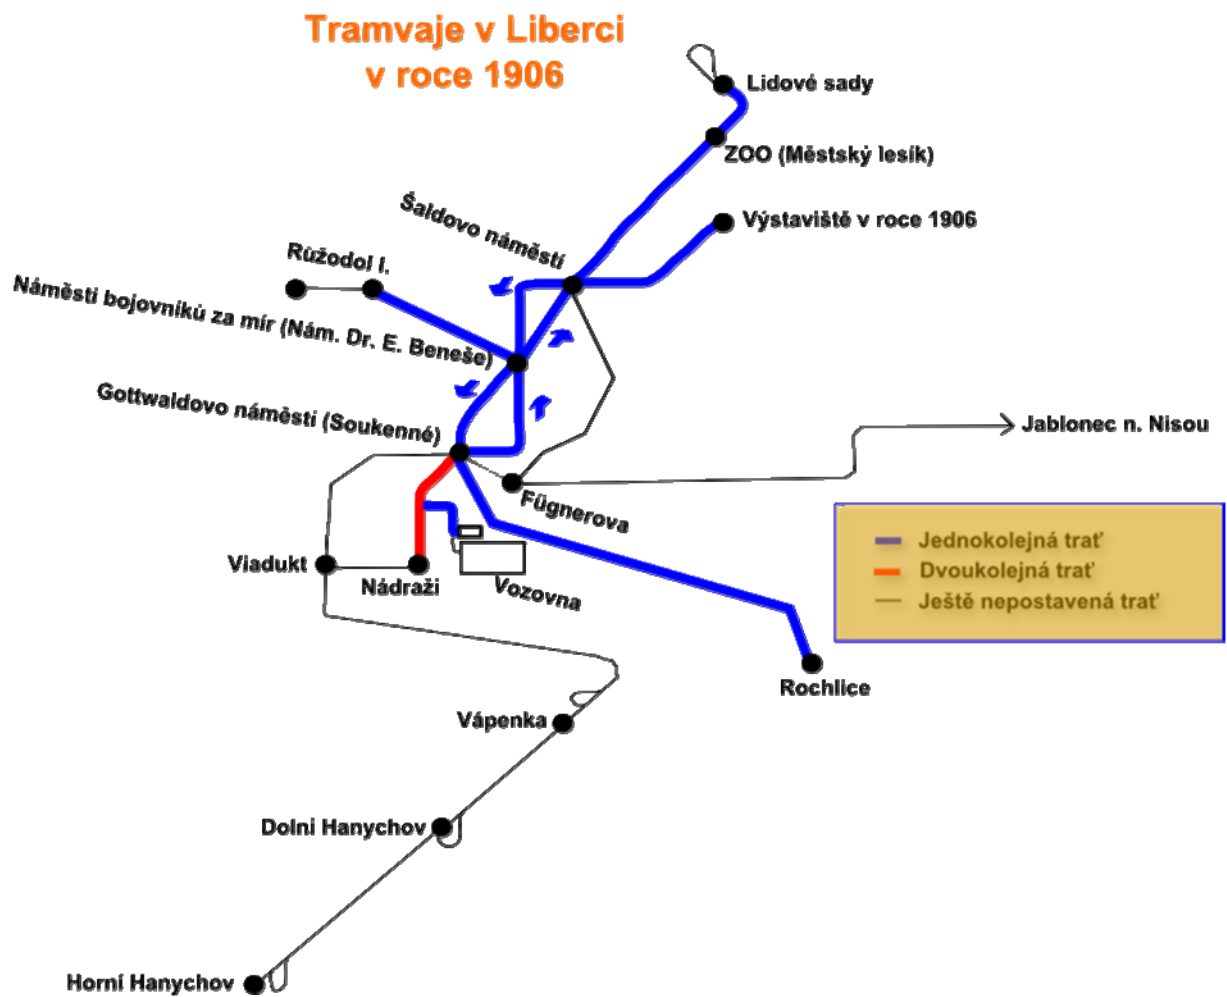 Tramvaje v Liberci
v roce 1906
Lidové sady
ZOO (Městský lesík)
Šaldovo náměstí
Výstaviště v roce 1906
Růžodol I.
Náměstí bojovníků za mír (Nám. Dr. E. Beneše)
Gottwaldovo náměstí (Soukenné)
Jablonec n. Nisou
Fügnerova
Viadukt
Nádraži
Vozovna
Jednokolejná trať
Dvoukolejná trať
Ještě nepostavená trať
Rochlice
Vápenka
Dolni Hanychov
Horní Hanychov